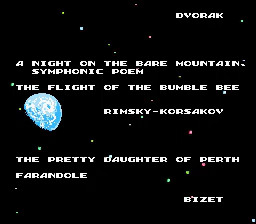 DVORAK
A NIGHT ON THE BARE MOUNTAIN.
SYMPHONIC POEM
THE FLIGHT OF THE BUMBLE BEE
RIMSKY-KORSAKOV
THE PRETTY DAUGHTER OF PERTH
FARANDOLE
BIZET